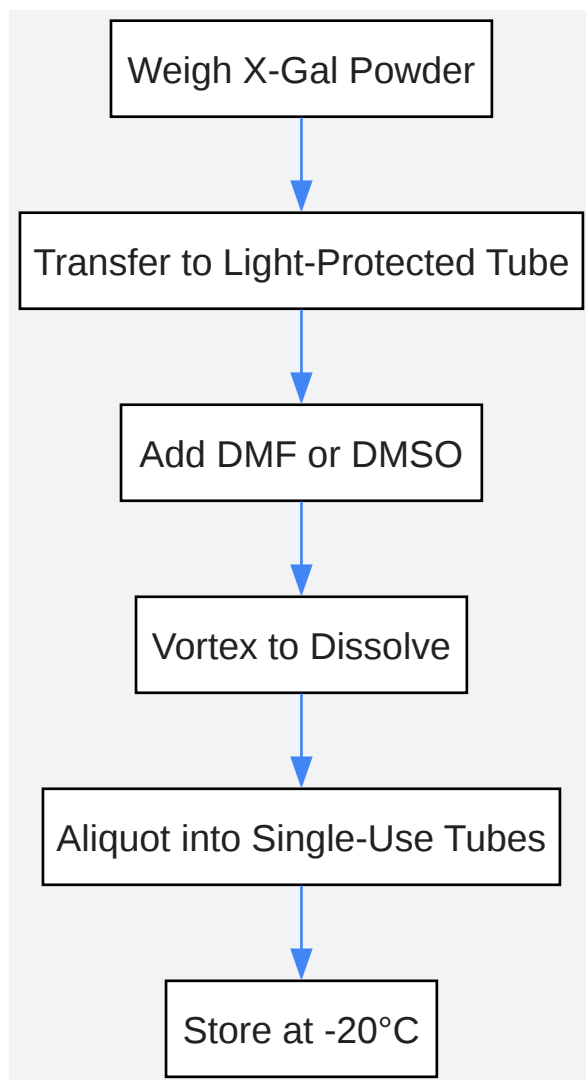 Weigh X-Gal Powder
Transfer to Light-Protected Tube
Add DMF or DMSO
Vortex to Dissolve
Aliquot into Single-Use Tubes
Store at -20°C